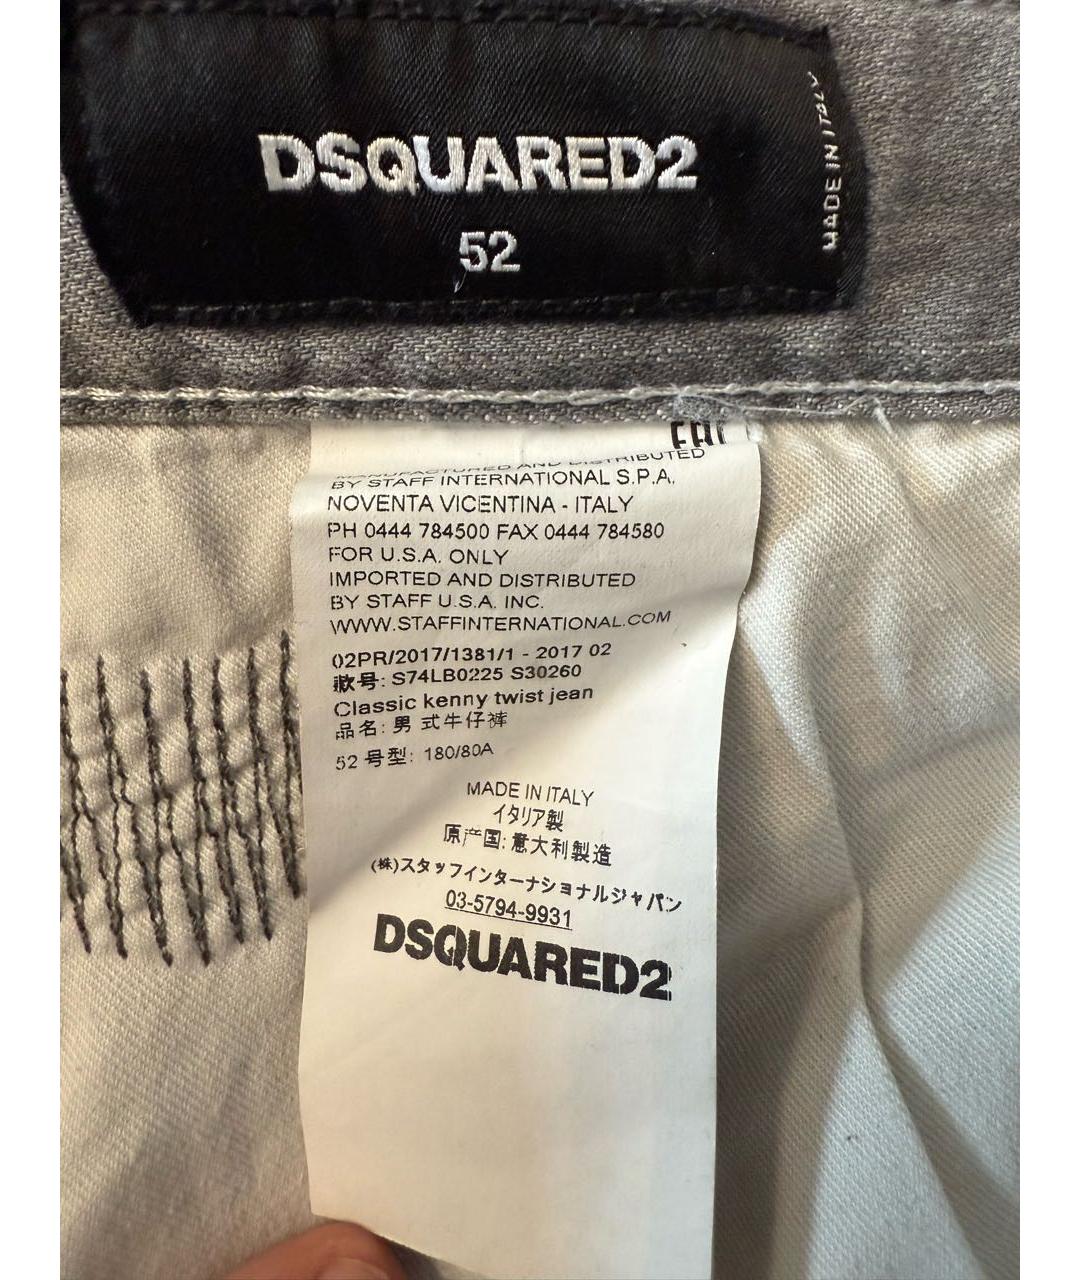 DSQUARED2
52
MADE IN ITALY
EAC
MANUFACTURED AND DISTRIBUTED
BY STAFF INTERNATIONAL S.P.A.
NOVENTA VICENTINA - ITALY
PH 0444 784500 FAX 0444 784580
FOR U.S.A. ONLY
IMPORTED AND DISTRIBUTED
BY STAFF U.S.A. INC.
WWW.STAFFINTERNATIONAL.COM
02PR/2017/1381/1 - 2017 02
款号: S74LB0225 S30260
Classic kenny twist jean
品名: 男 式牛仔裤
52 号型: 180/80A
MADE IN ITALY
イタリア製
原产国: 意大利製造
(株)スタッフインターナショナルジャパン
03-5794-9931
DSQUARED2